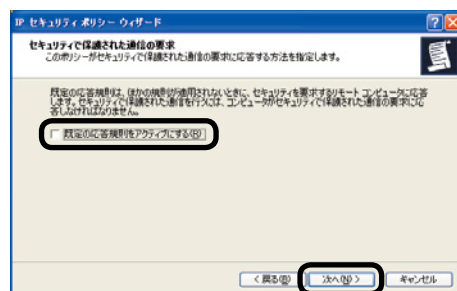 IP セキュリティ ポリシー ウィザード
セキュリティで保護された通信の要求
このポリシーがセキュリティで保護された通信の要求に応答する方法を指定します。
既定の応答規則は、ほかの規則が適用されないときに、セキュリティを要求するリモート コンピュータに応答
します。セキュリティで保護された通信を行うには、コンピュータがセキュリティで保護された通信の要求に応
答しなければなりません。
既定の応答規則をアクティブにする(R)
< 戻る(B)
次へ(N) >
キャンセル